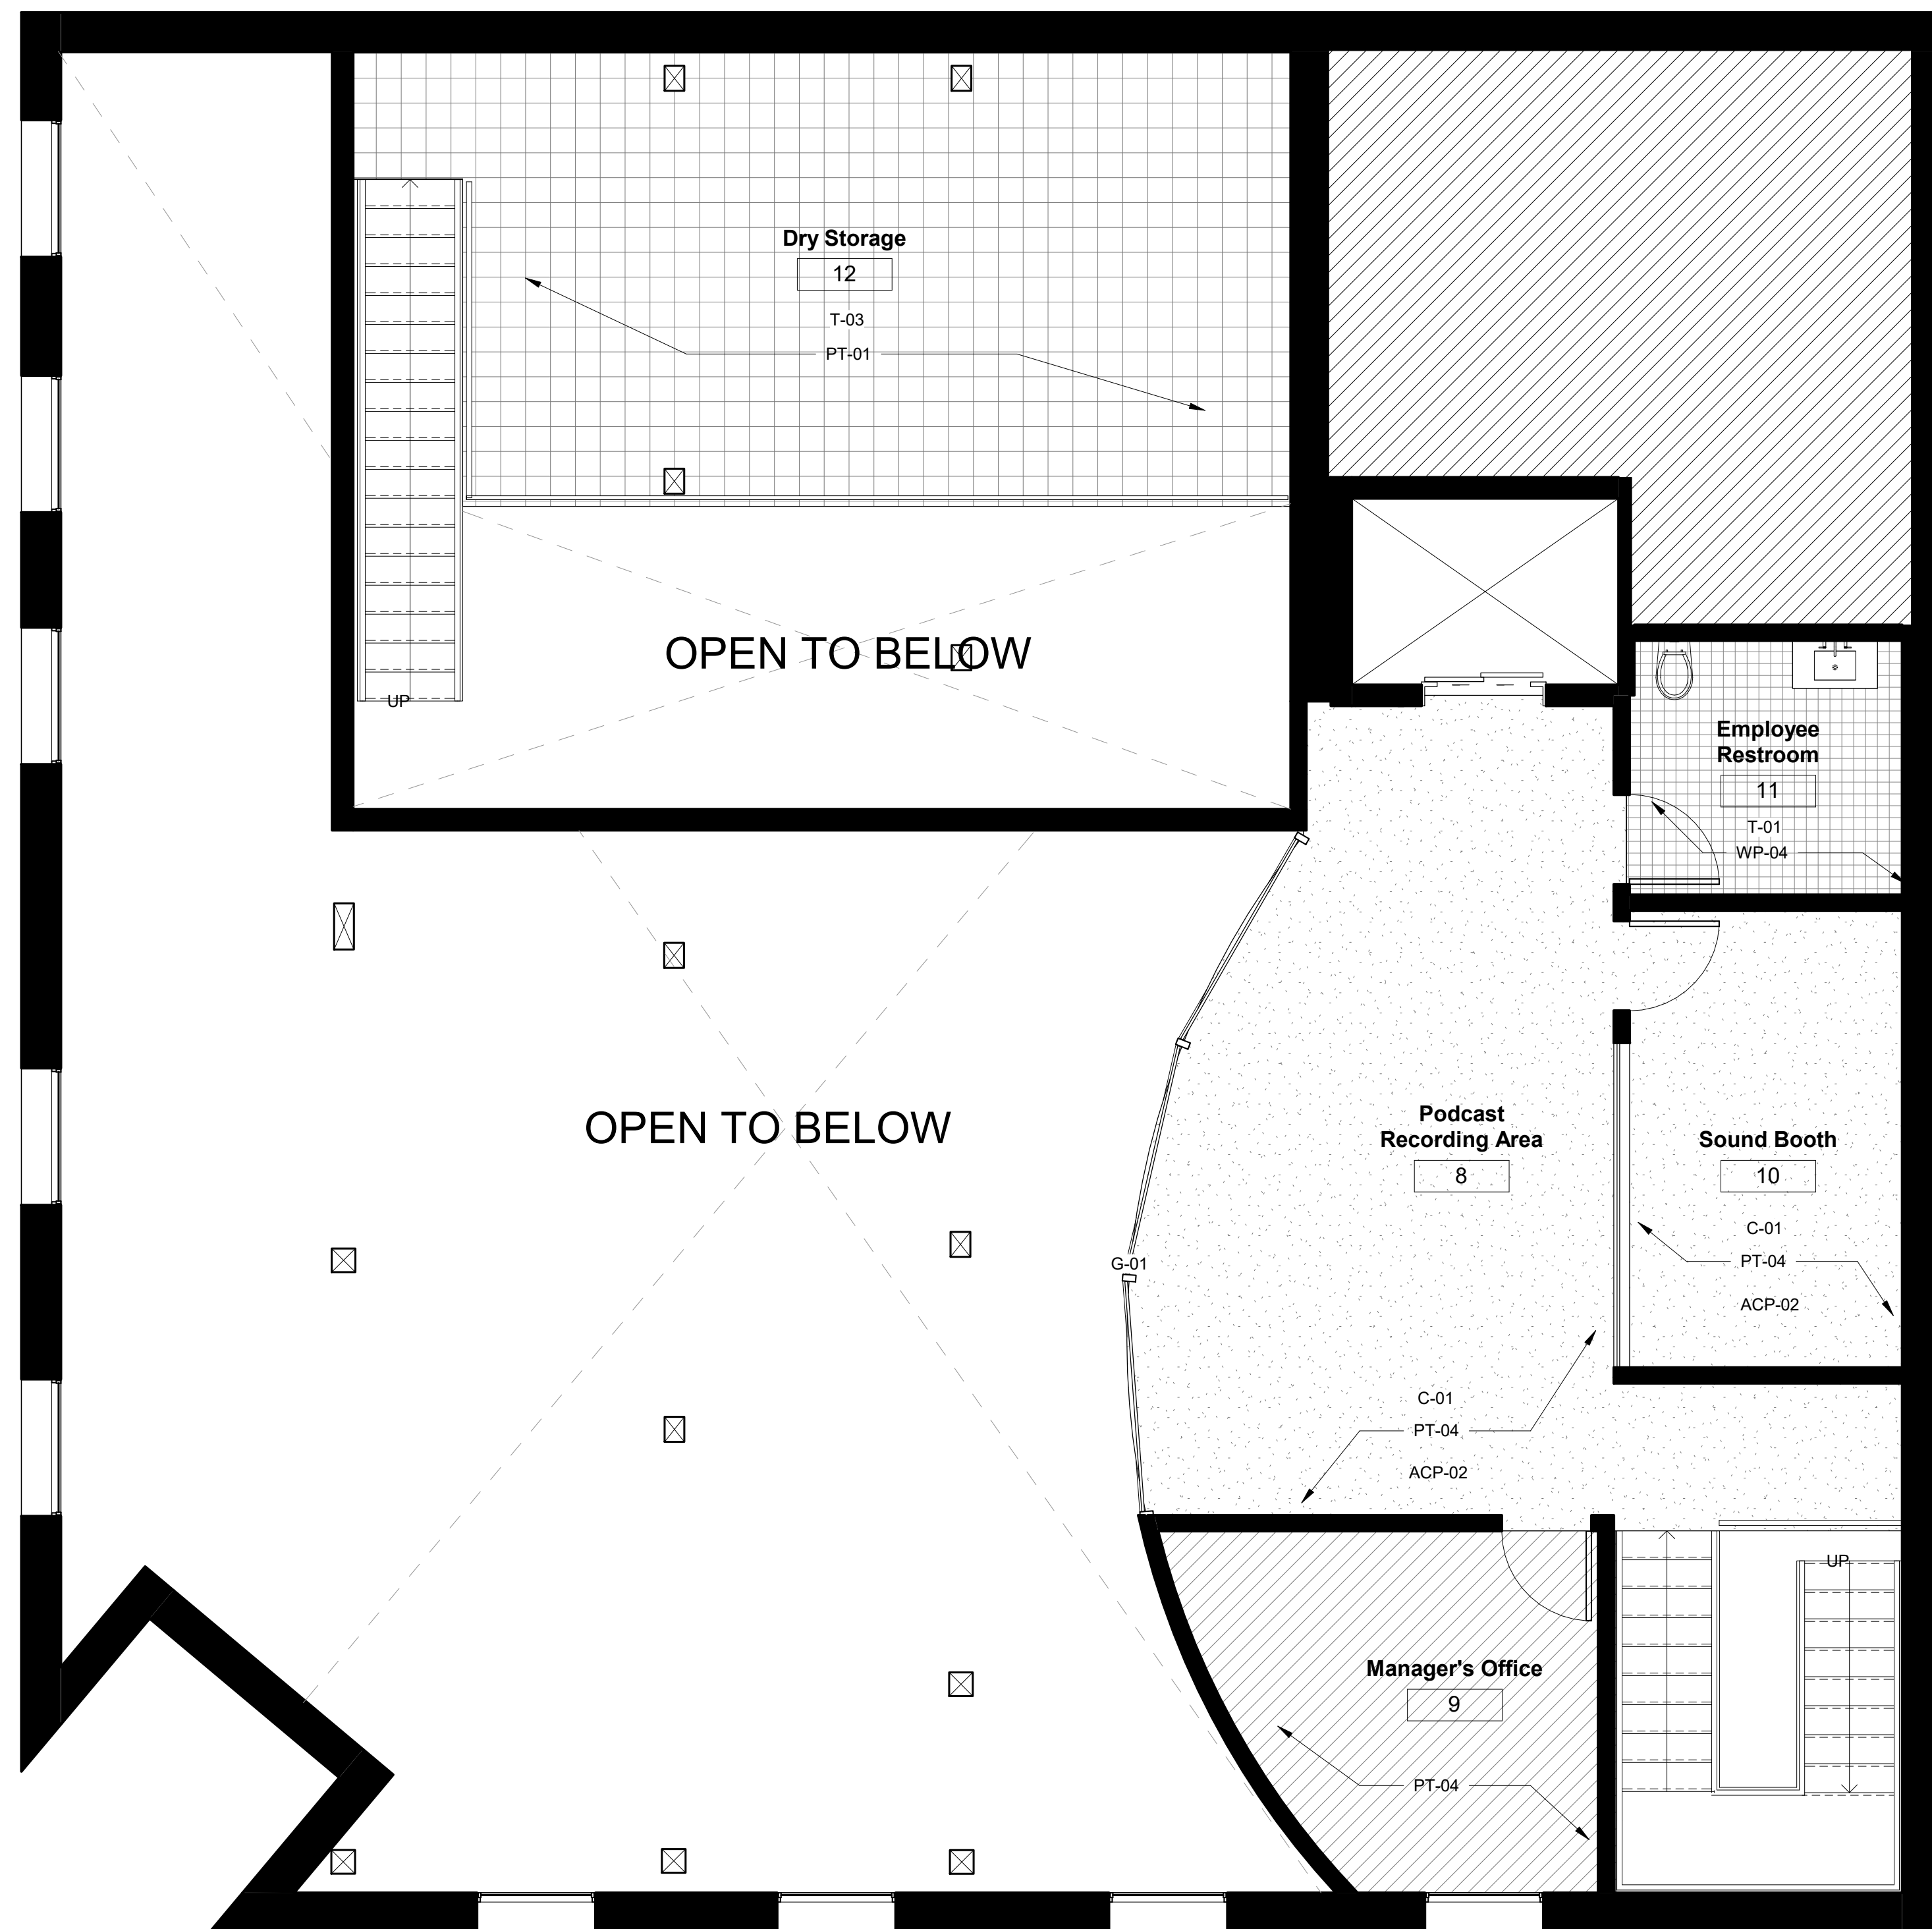 Dry Storage
12
T-03
PT-01
OPEN TO BELOW
UP
Employee
Restroom
11
T-01
WP-04
OPEN TO BELOW
Podcast
Recording Area
8
Sound Booth
10
C-01
PT-04
ACP-02
G-01
C-01
PT-04
ACP-02
UP
Manager's Office
9
PT-04